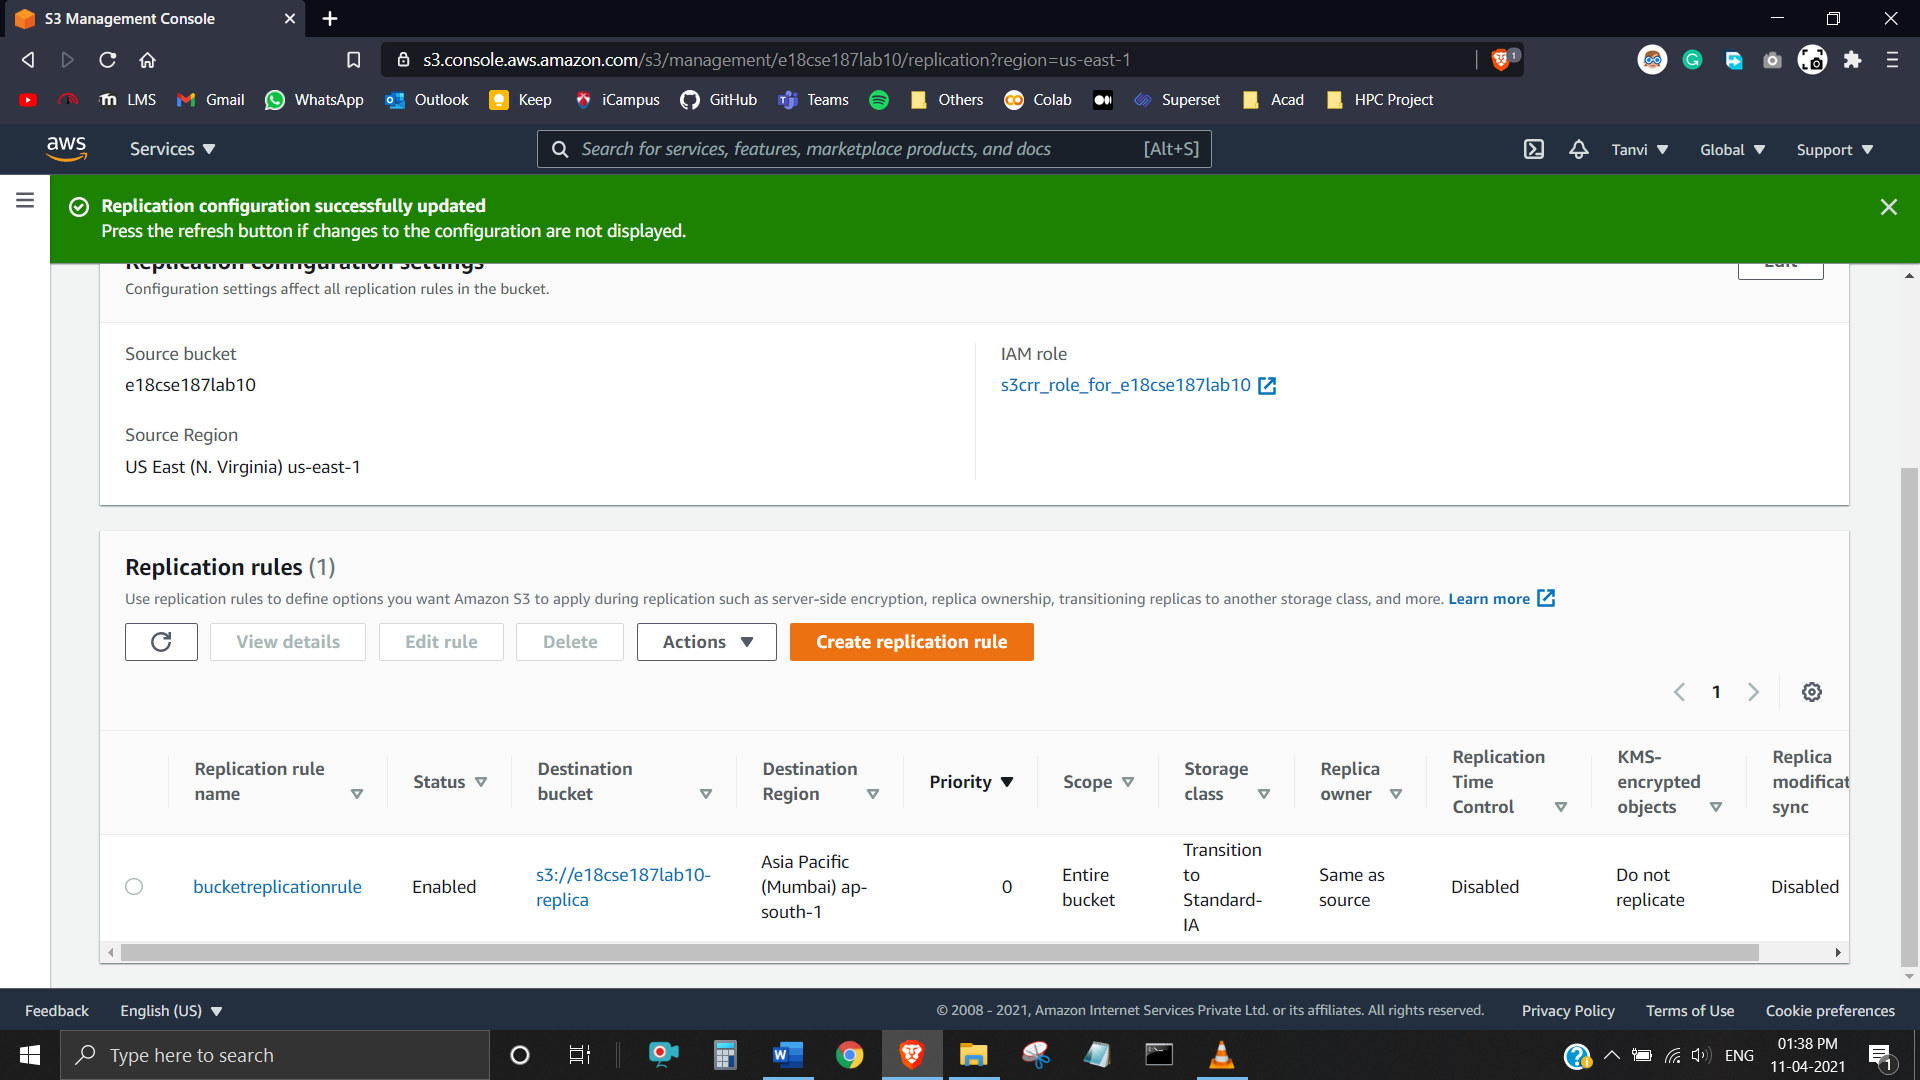 S3 Management Console
s3.console.aws.amazon.com/s3/management/e18cse187lab10/replication?region=us-east-1
1
LMS Gmail WhatsApp Outlook Keep iCampus GitHub Teams Others Colab Superset Acad HPC Project
aws Services Search for services, features, marketplace products, and docs [Alt+S] Tanvi Global Support
Replication configuration successfully updated
Press the refresh button if changes to the configuration are not displayed.
Replication configuration settings Edit
Configuration settings affect all replication rules in the bucket.
Source bucket IAM role
e18cse187lab10 s3crr_role_for_e18cse187lab10
Source Region
US East (N. Virginia) us-east-1
Replication rules (1)
Use replication rules to define options you want Amazon S3 to apply during replication such as server-side encryption, replica ownership, transitioning replicas to another storage class, and more. Learn more
View details Edit rule Delete Actions Create replication rule
1
Replication rule name Status Destination bucket Destination Region Priority Scope Storage class Replica owner Replication Time Control KMS-encrypted objects Replica modificat sync
bucketreplicationrule Enabled s3://e18cse187lab10-replica Asia Pacific (Mumbai) ap-south-1 0 Entire bucket Transition to Standard-IA Same as source Disabled Do not replicate Disabled
Feedback English (US) © 2008 - 2021, Amazon Internet Services Private Ltd. or its affiliates. All rights reserved. Privacy Policy Terms of Use Cookie preferences
Type here to search ENG 01:38 PM
11-04-2021 1